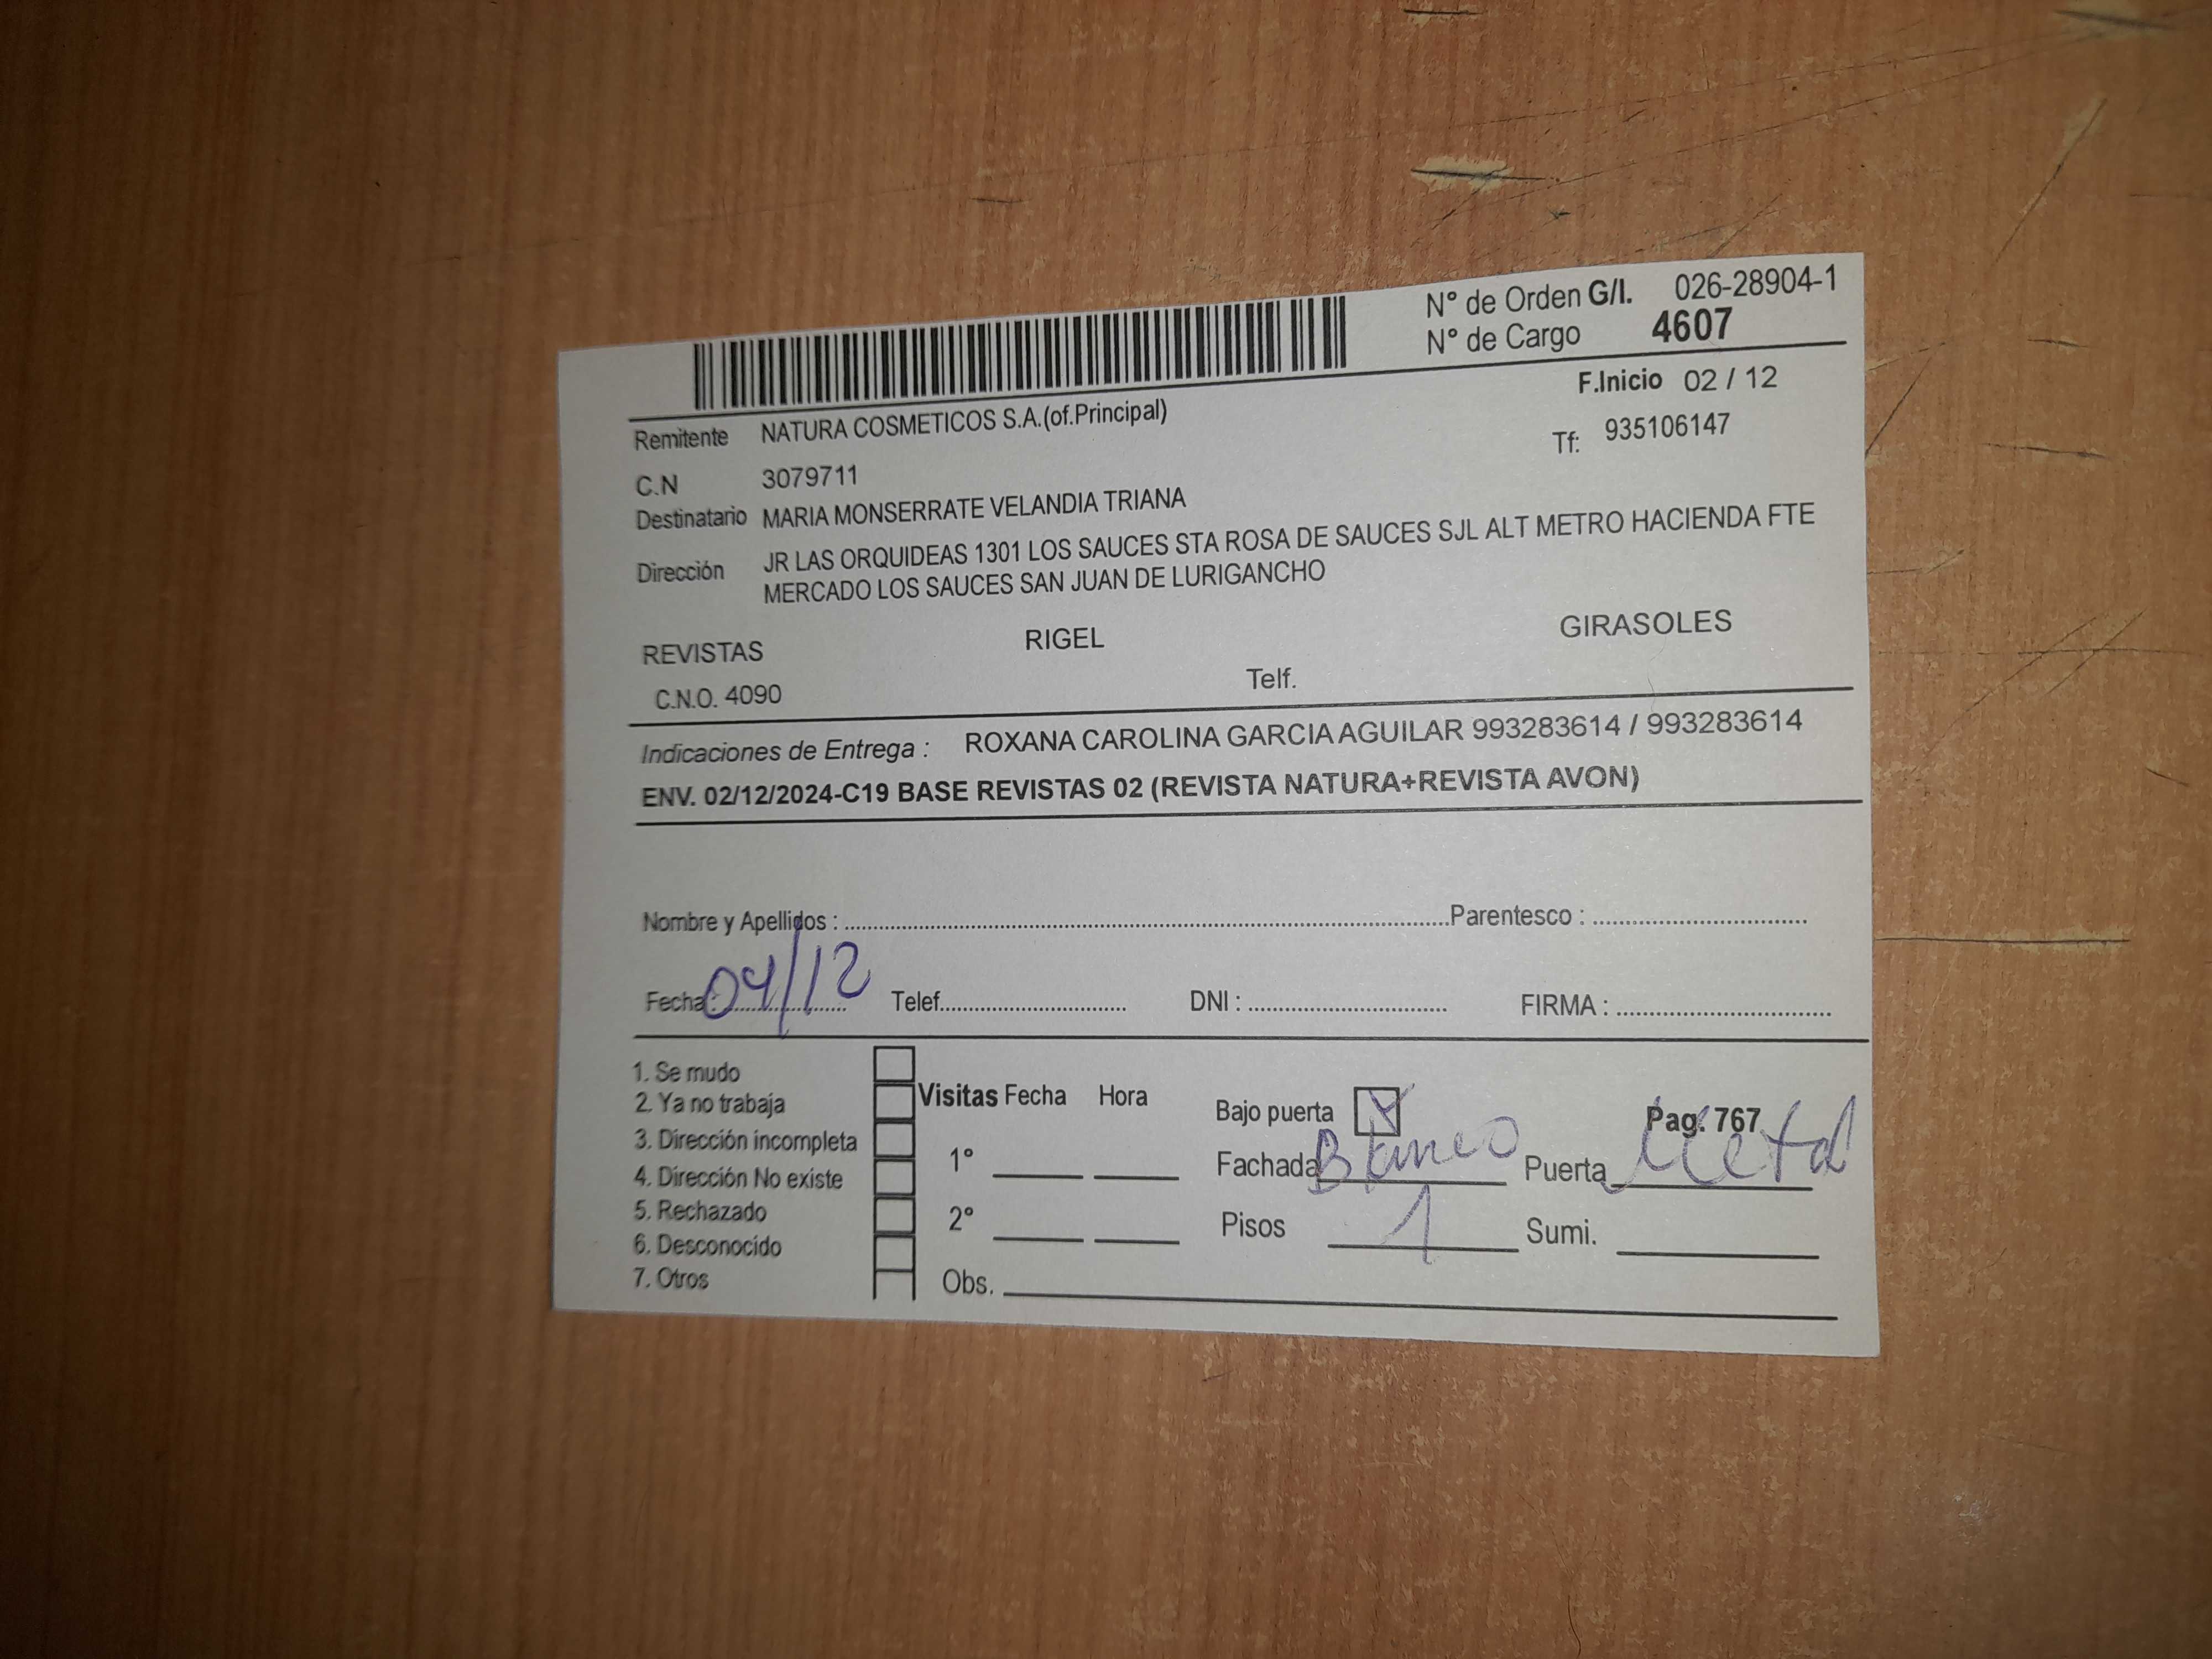 N° de Orden G/I. 026-28904-1
N° de Cargo 4607
F.Inicio 02 / 12
Remitente NATURA COSMETICOS S.A.(of.Principal)
Tf: 935106147
C.N 3079711
Destinatario MARIA MONSERRATE VELANDIA TRIANA
Dirección JR LAS ORQUIDEAS 1301 LOS SAUCES STA ROSA DE SAUCES SJL ALT METRO HACIENDA FTE
MERCADO LOS SAUCES SAN JUAN DE LURIGANCHO
REVISTAS RIGEL GIRASOLES
C.N.O. 4090 Telf.
Indicaciones de Entrega : ROXANA CAROLINA GARCIA AGUILAR 993283614 / 993283614
ENV. 02/12/2024-C19 BASE REVISTAS 02 (REVISTA NATURA+REVISTA AVON)
Nombre y Apellidos : Parentesco :
Fecha : 04/12 Telef. DNI : FIRMA :
1. Se mudo
2. Ya no trabaja
3. Dirección incompleta
4. Dirección No existe
5. Rechazado
6. Desconocido
7. Otros
Visitas Fecha Hora
1°
2°
Obs.
Bajo puerta X Pag. 767
Fachada Blanco Puerta Metal
Pisos 1 Sumi.